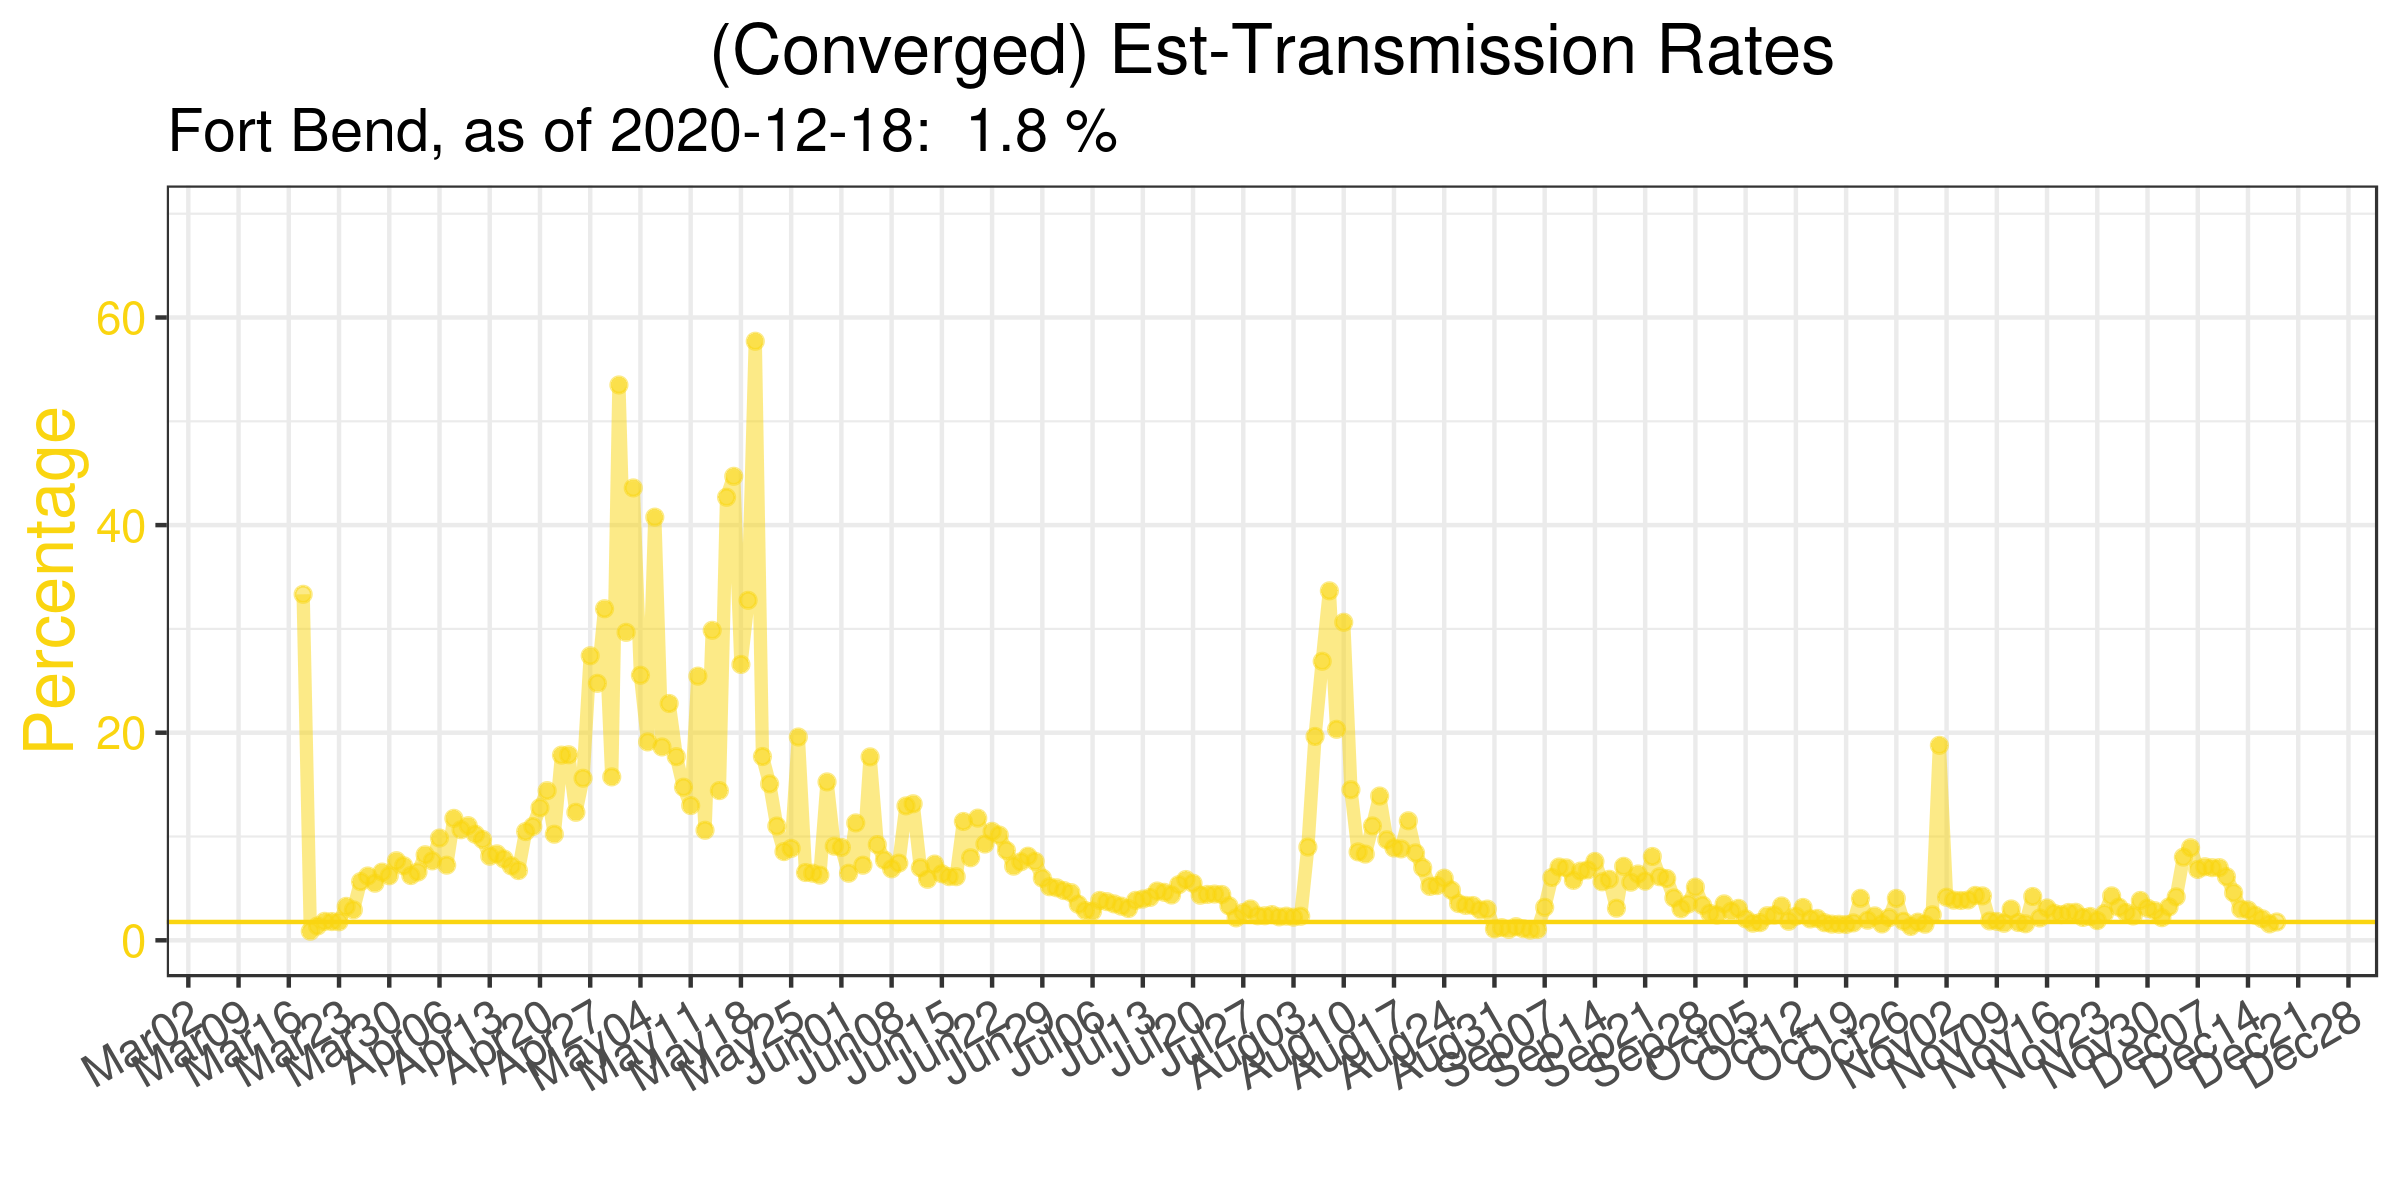 (Converged) Est-Transmission Rates
Fort Bend, as of 2020-12-18:  1.8 %
Percentage
60
40
20
0
Mar02
Mar09
Mar16
Mar23
Mar30
Apr06
Apr13
Apr20
Apr27
May04
May11
May18
May25
Jun01
Jun08
Jun15
Jun22
Jun29
Jul06
Jul13
Jul20
Jul27
Aug03
Aug10
Aug17
Aug24
Aug31
Sep07
Sep14
Sep21
Sep28
Oct05
Oct12
Oct19
Oct26
Nov02
Nov09
Nov16
Nov23
Nov30
Dec07
Dec14
Dec21
Dec28